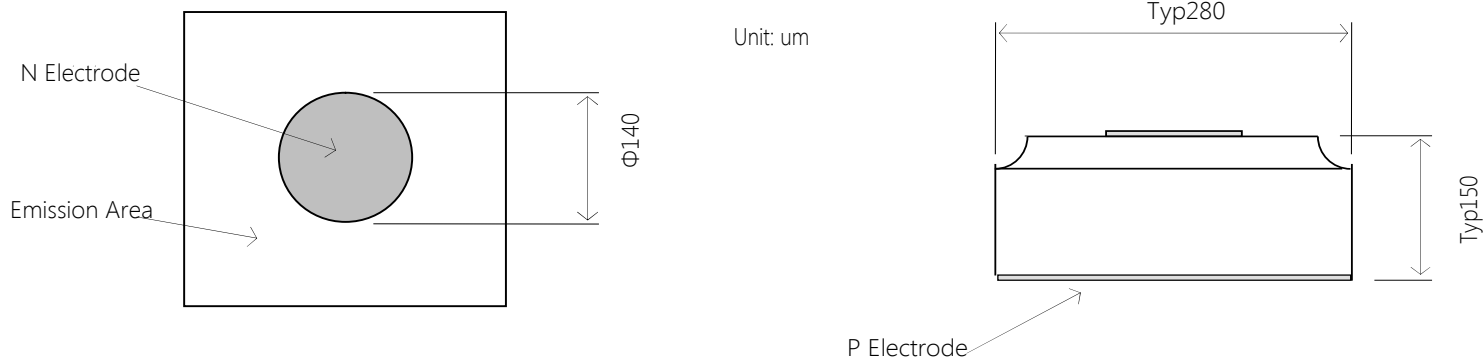 Typ280
Unit: um
N Electrode
Φ140
Emission Area
Typ150
P Electrode